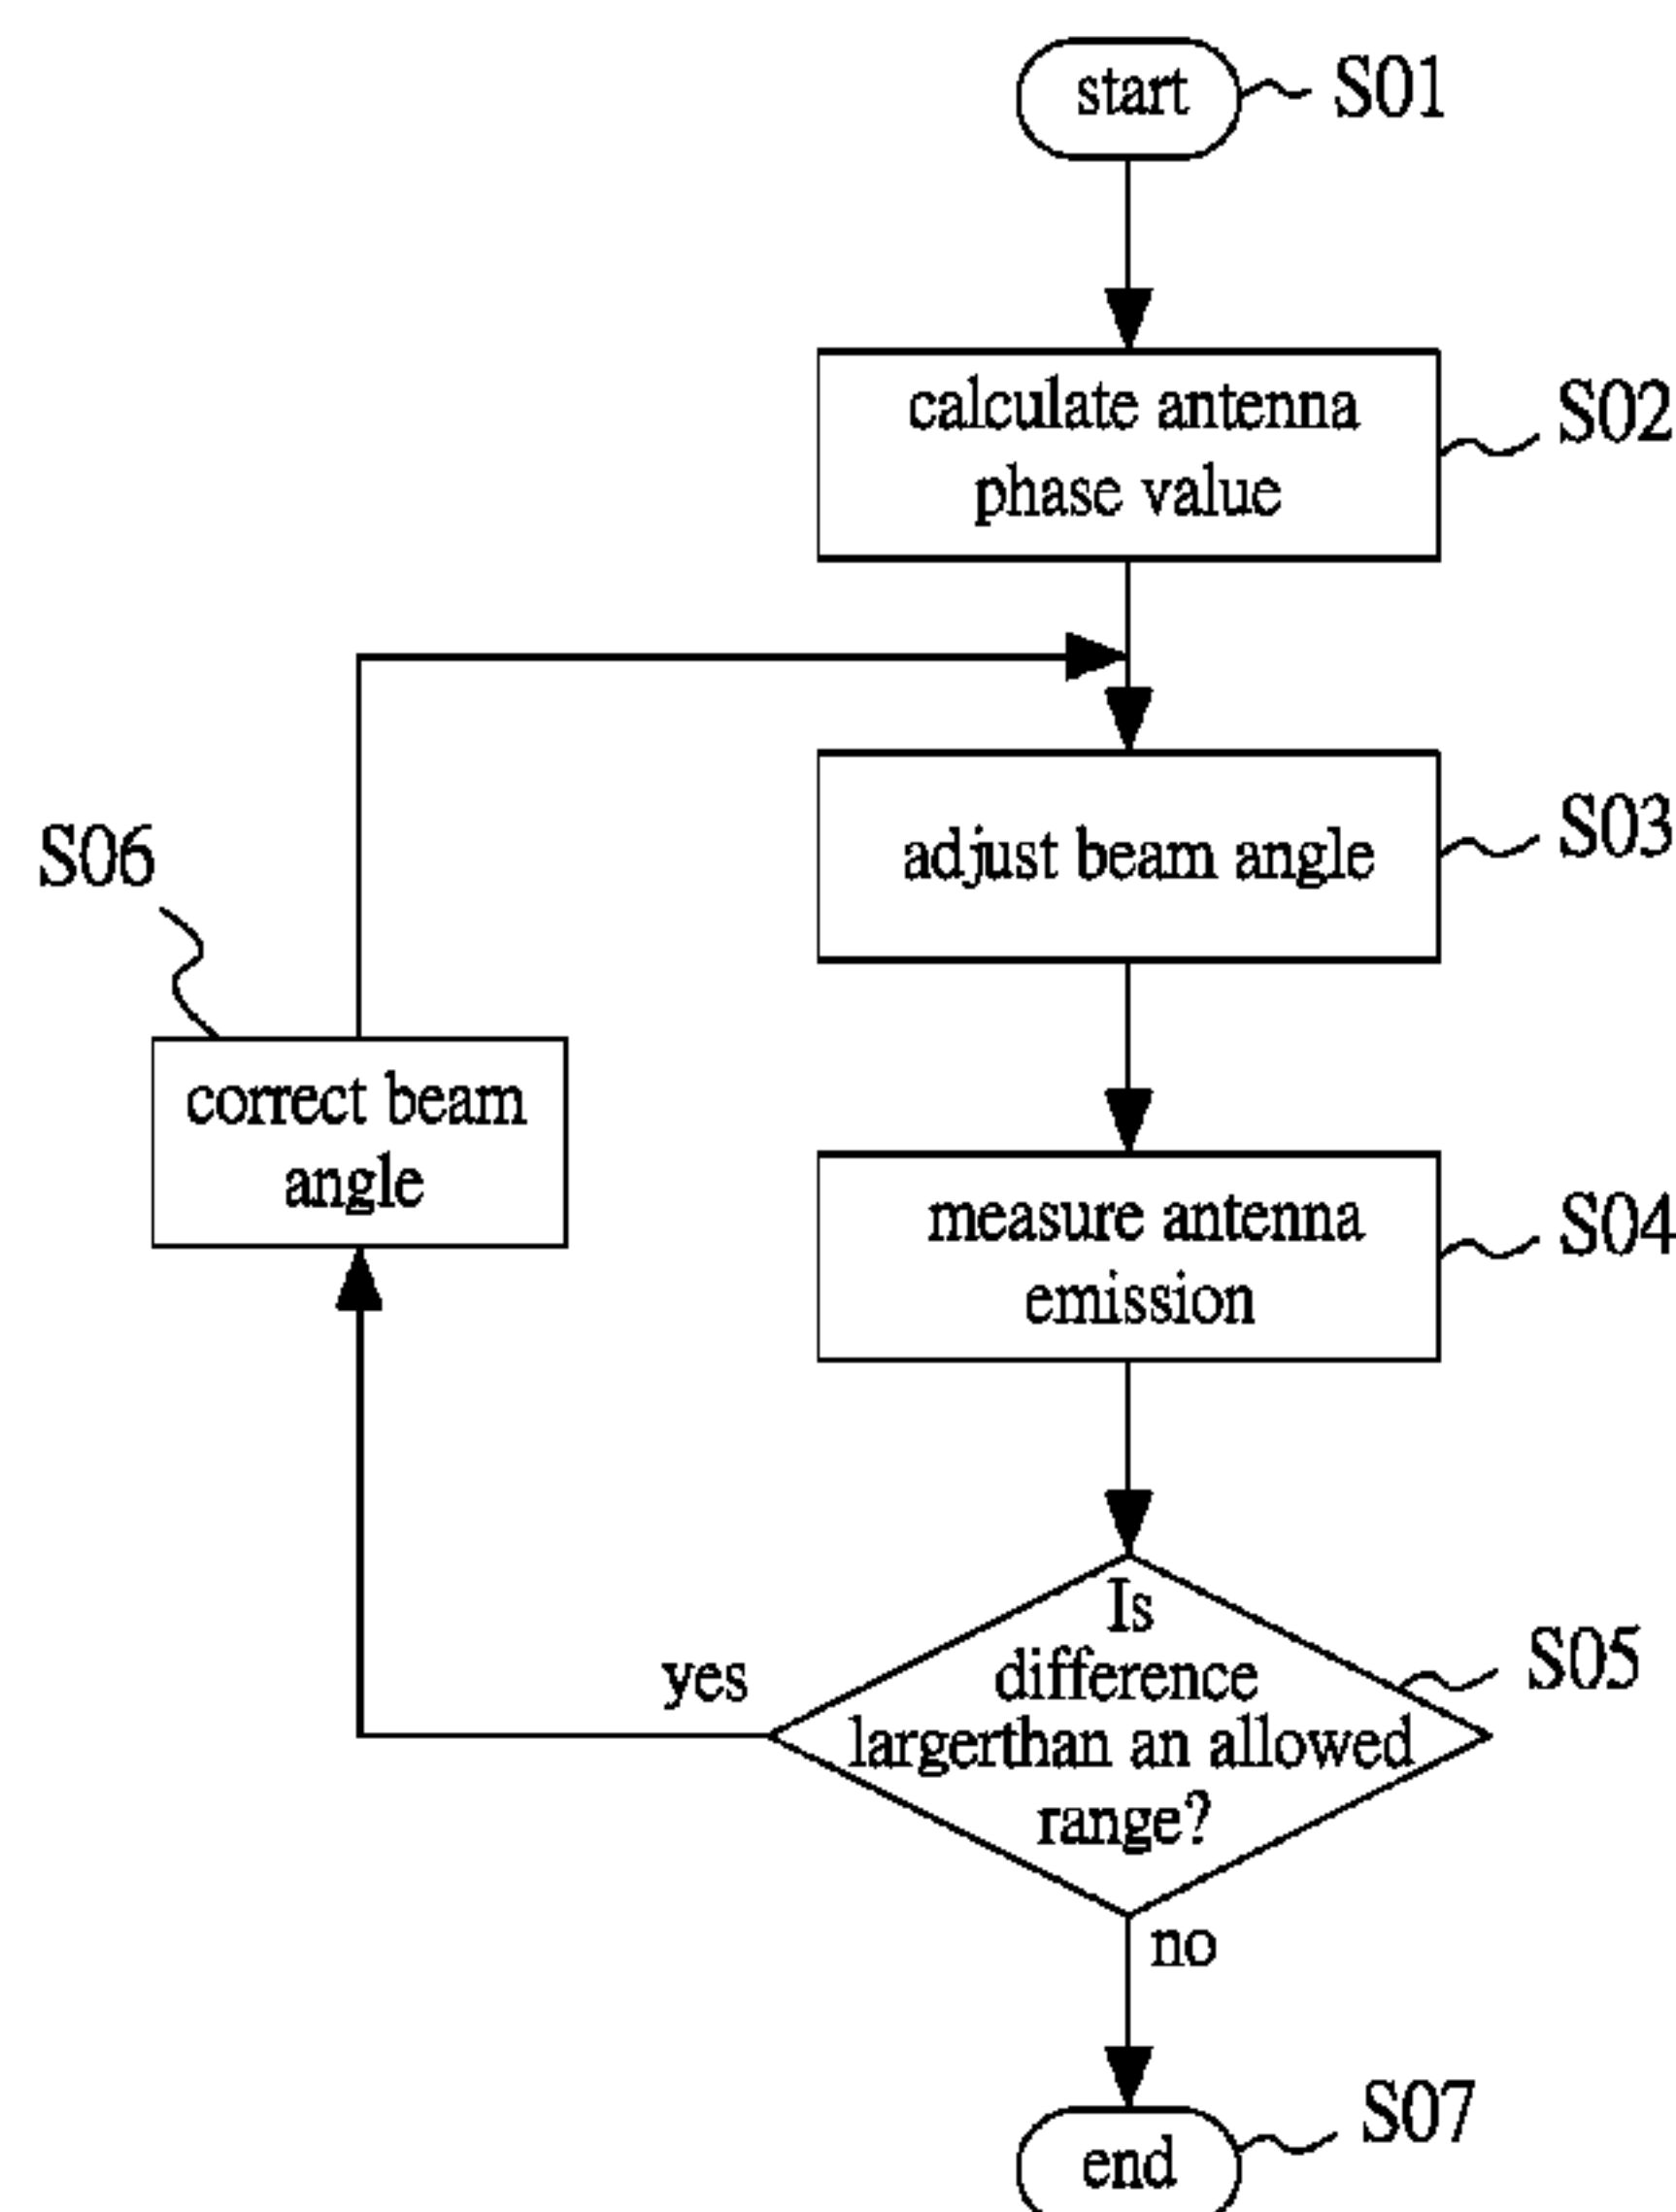 start
S01
calculate antenna
phase value
S02
adjust beam angle
S03
S06
correct beam
angle
measure antenna
emission
S04
Is
difference
largerthan an allowed
range?
S05
yes
no
end
S07